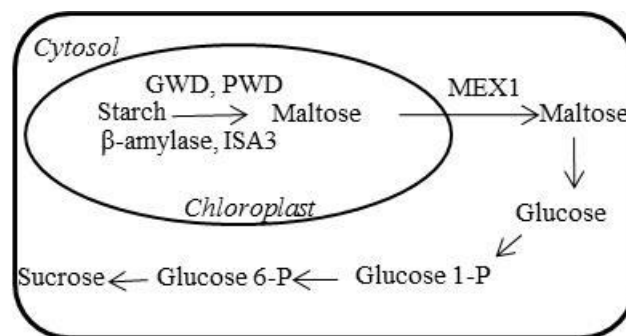 Cytosol
GWD, PWD
MEX1
Starch Maltose Maltose
β-amylase, ISA3
Chloroplast
Glucose
Sucrose Glucose 6-P Glucose 1-P